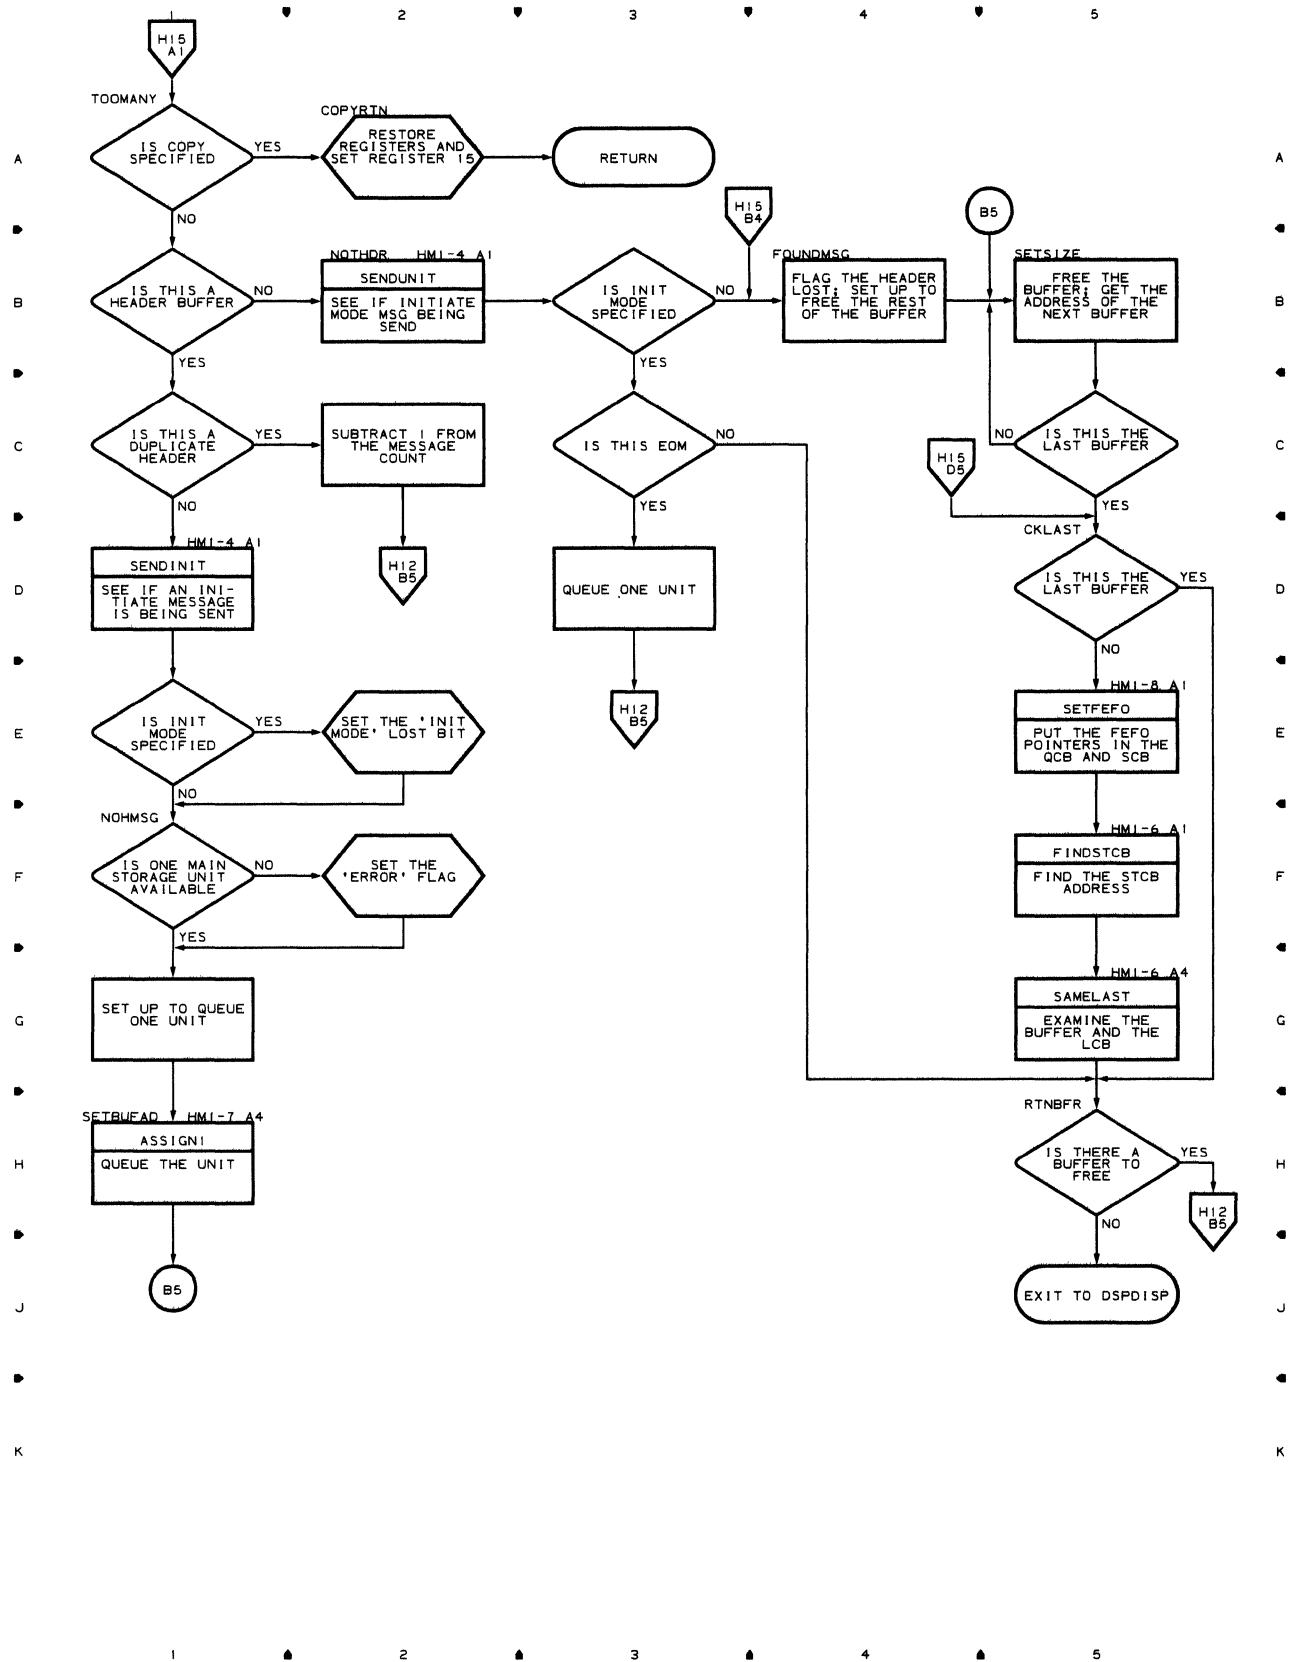 2 3 4 5
H15
A1
TOOMANY
IS COPY
SPECIFIED
YES
NO
COPYRTN
RESTORE
REGISTERS AND
SET REGISTER 15
RETURN
A A
H15
B4
B5
IS THIS A
HEADER BUFFER
NO
YES
NOTHDR HM1-4 A1
SENDUNIT
SEE IF INITIATE
MODE MSG BEING
SEND
IS INIT
MODE
SPECIFIED
NO
YES
FOUNDMSG
FLAG THE HEADER
LOST; SET UP TO
FREE THE REST
OF THE BUFFER
SETSIZE
FREE THE
BUFFER; GET THE
ADDRESS OF THE
NEXT BUFFER
B B
IS THIS A
DUPLICATE
HEADER
YES
NO
SUBTRACT 1 FROM
THE MESSAGE
COUNT
IS THIS EOM
NO
YES
H15
D5
NO
IS THIS THE
LAST BUFFER
YES
C C
HM1-4 A1
SENDINIT
SEE IF AN INI-
TIATE MESSAGE
IS BEING SENT
H12
B5
QUEUE ONE UNIT
CKLAST
IS THIS THE
LAST BUFFER
YES
NO
D D
IS INIT
MODE
SPECIFIED
YES
NO
SET THE 'INIT
MODE' LOST BIT
H12
B5
HM1-8 A1
SETFEFO
PUT THE FEFO
POINTERS IN THE
QCB AND SCB
E E
NOHMSG
IS ONE MAIN
STORAGE UNIT
AVAILABLE
NO
YES
SET THE
'ERROR' FLAG
HM1-6 A1
FINDSTCB
FIND THE STCB
ADDRESS
F F
SET UP TO QUEUE
ONE UNIT
HM1-6 A4
SAMELAST
EXAMINE THE
BUFFER AND THE
LCB
G G
SETBUFAD HM1-7 A4
ASSIGN1
QUEUE THE UNIT
RTNBFR
IS THERE A
BUFFER TO
FREE
YES
NO
H12
B5
H H
B5
EXIT TO DSPDISP
J J
K K
1 2 3 4 5